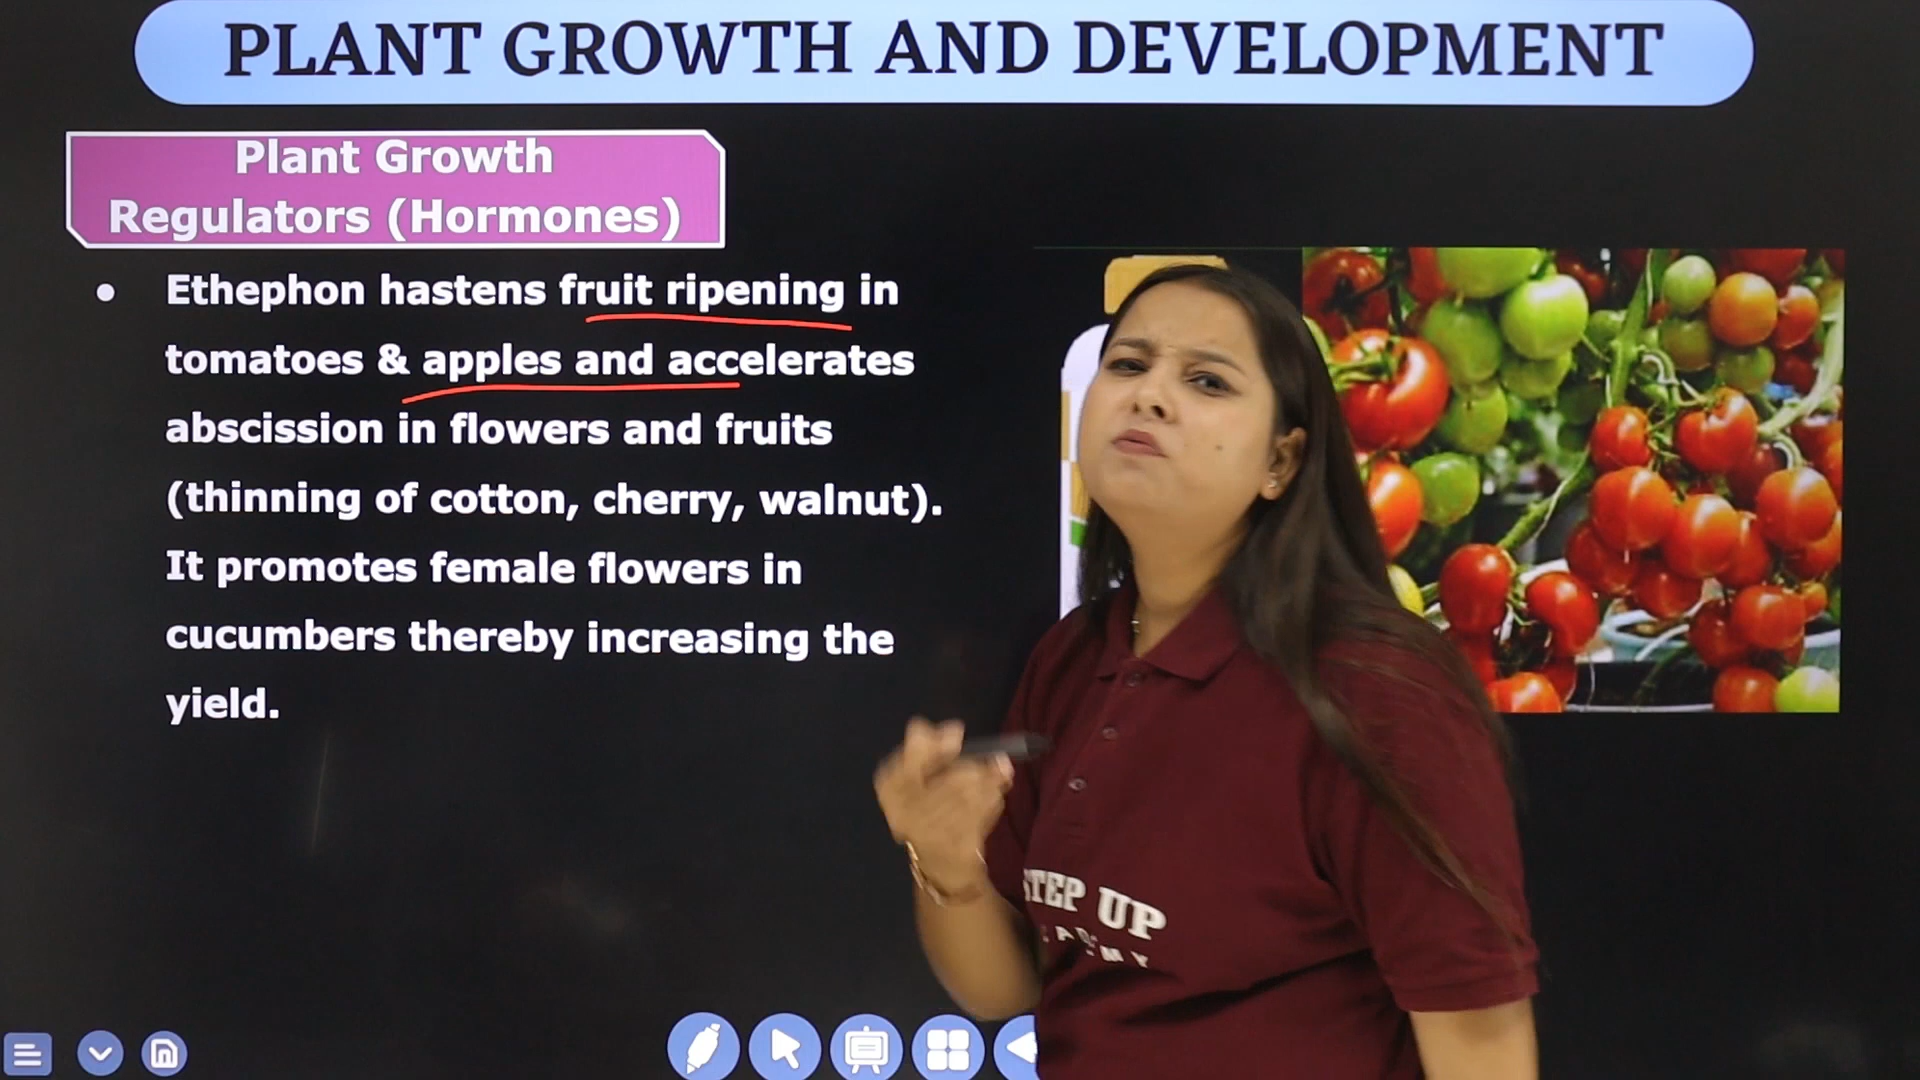 PLANT GROWTH AND DEVELOPMENT
Plant Growth
Regulators (Hormones)
• Ethephon hastens fruit ripening in
tomatoes & apples and accelerates
abscission in flowers and fruits
(thinning of cotton, cherry, walnut).
It promotes female flowers in
cucumbers thereby increasing the
yield.
STEP UP